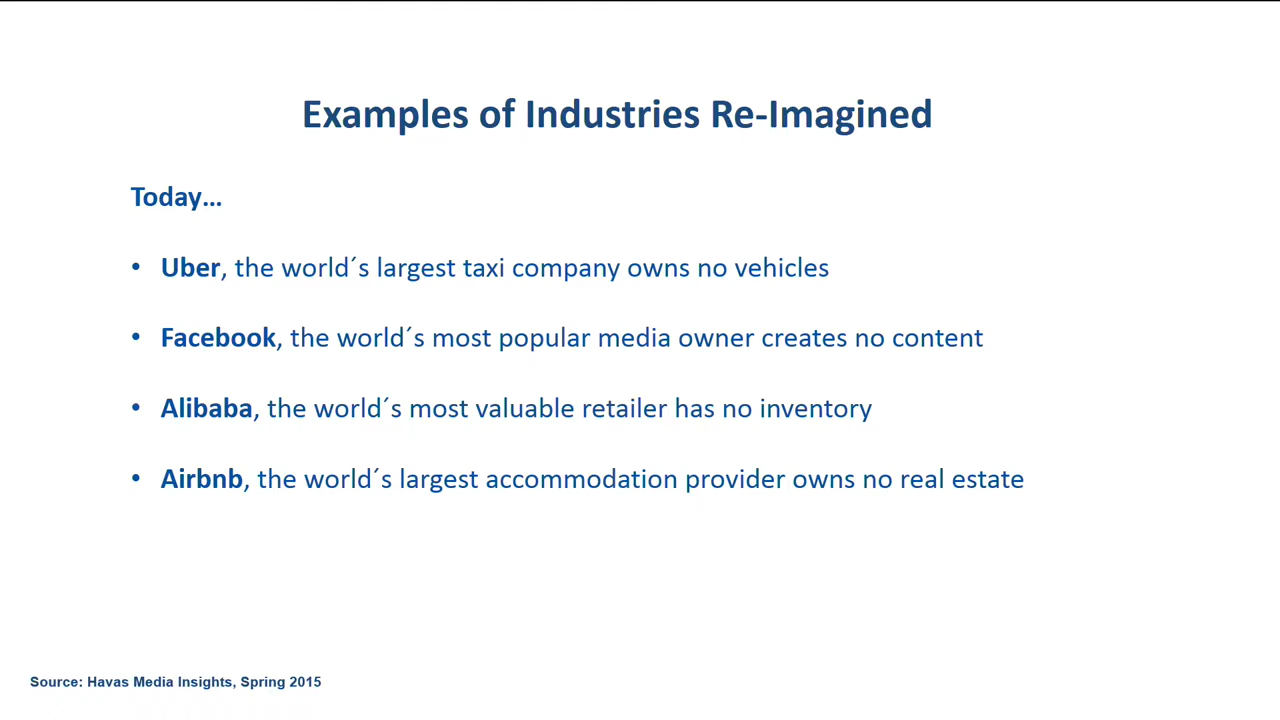 Examples of Industries Re-Imagined
Today…
• Uber, the world´s largest taxi company owns no vehicles
• Facebook, the world´s most popular media owner creates no content
• Alibaba, the world´s most valuable retailer has no inventory
• Airbnb, the world´s largest accommodation provider owns no real estate
Source: Havas Media Insights, Spring 2015